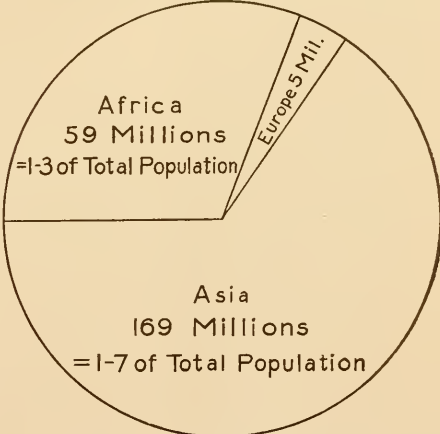 Africa
59 Millions
=1-3 of Total Population
Europe 5 Mil.
Asia
169 Millions
=1-7 of Total Population